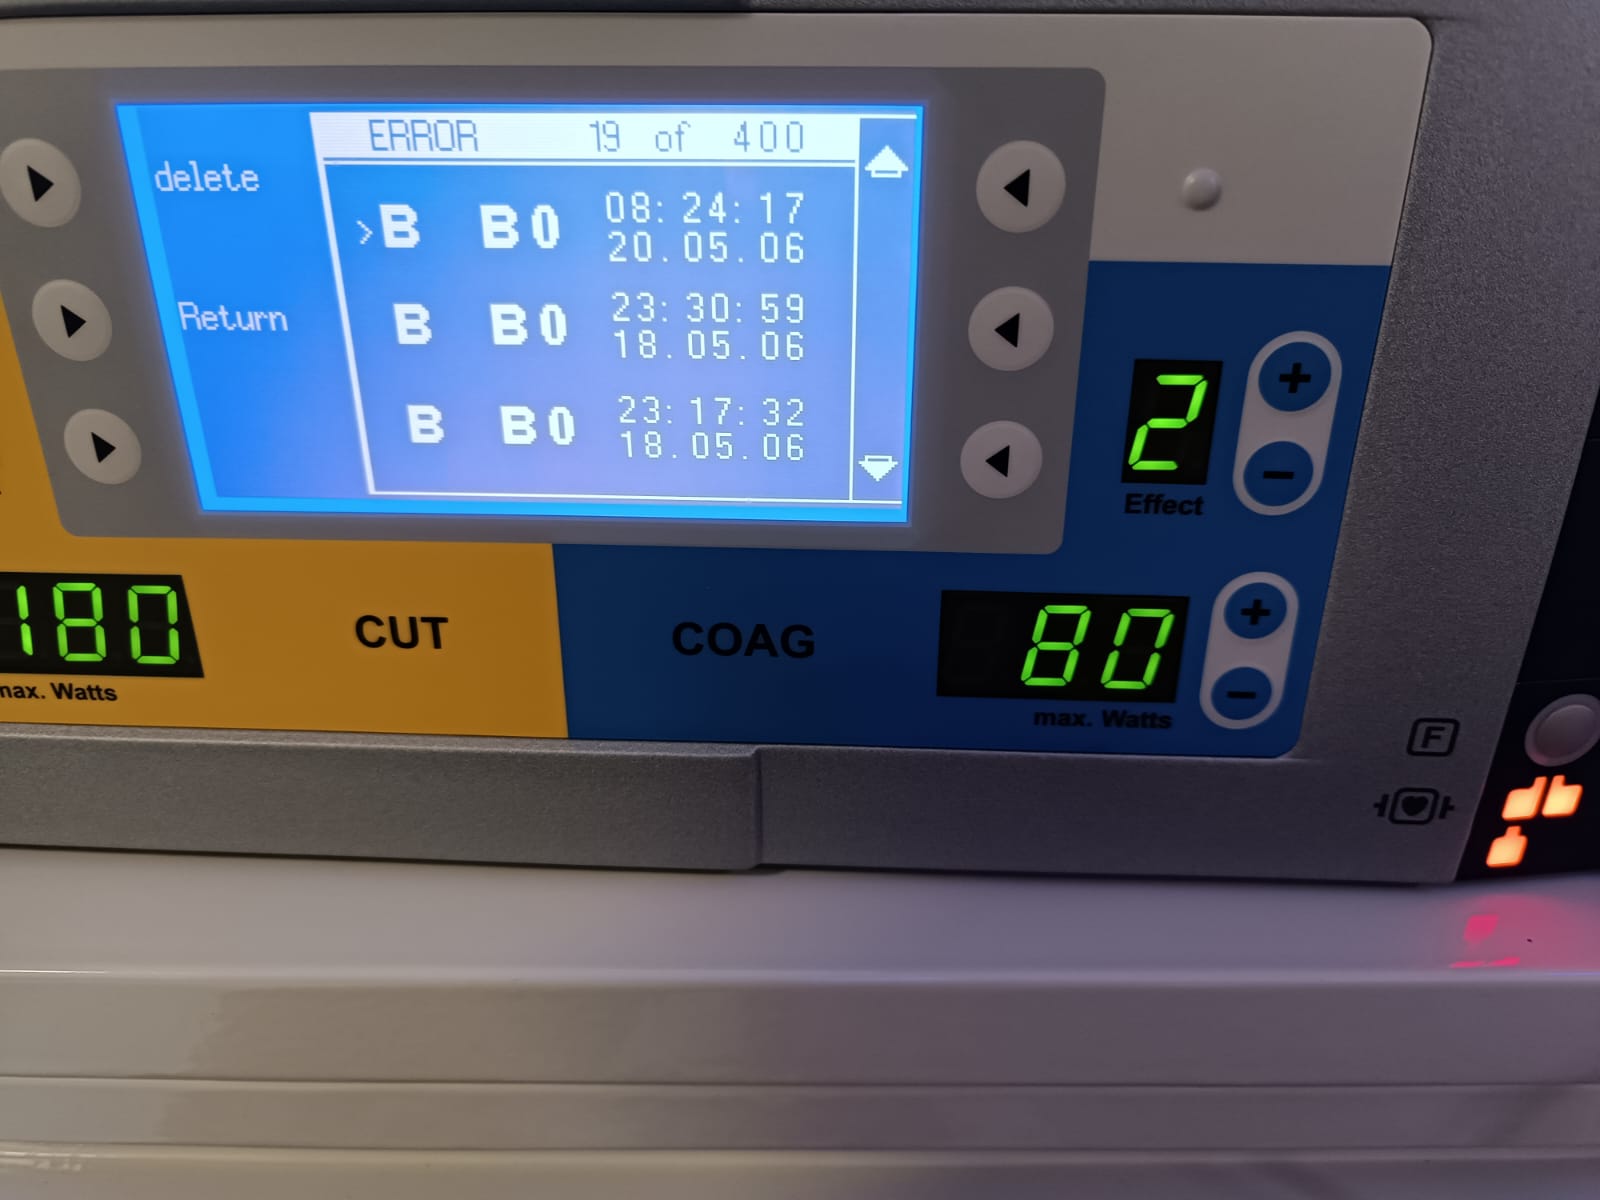 ERROR 19 of 400
delete
>B B0 08:24:17
20.05.06
Return
B B0 23:30:59
18.05.06
B B0 23:17:32
18.05.06
2
+
-
Effect
180
max. Watts
CUT
COAG
80
+
-
max. Watts
F